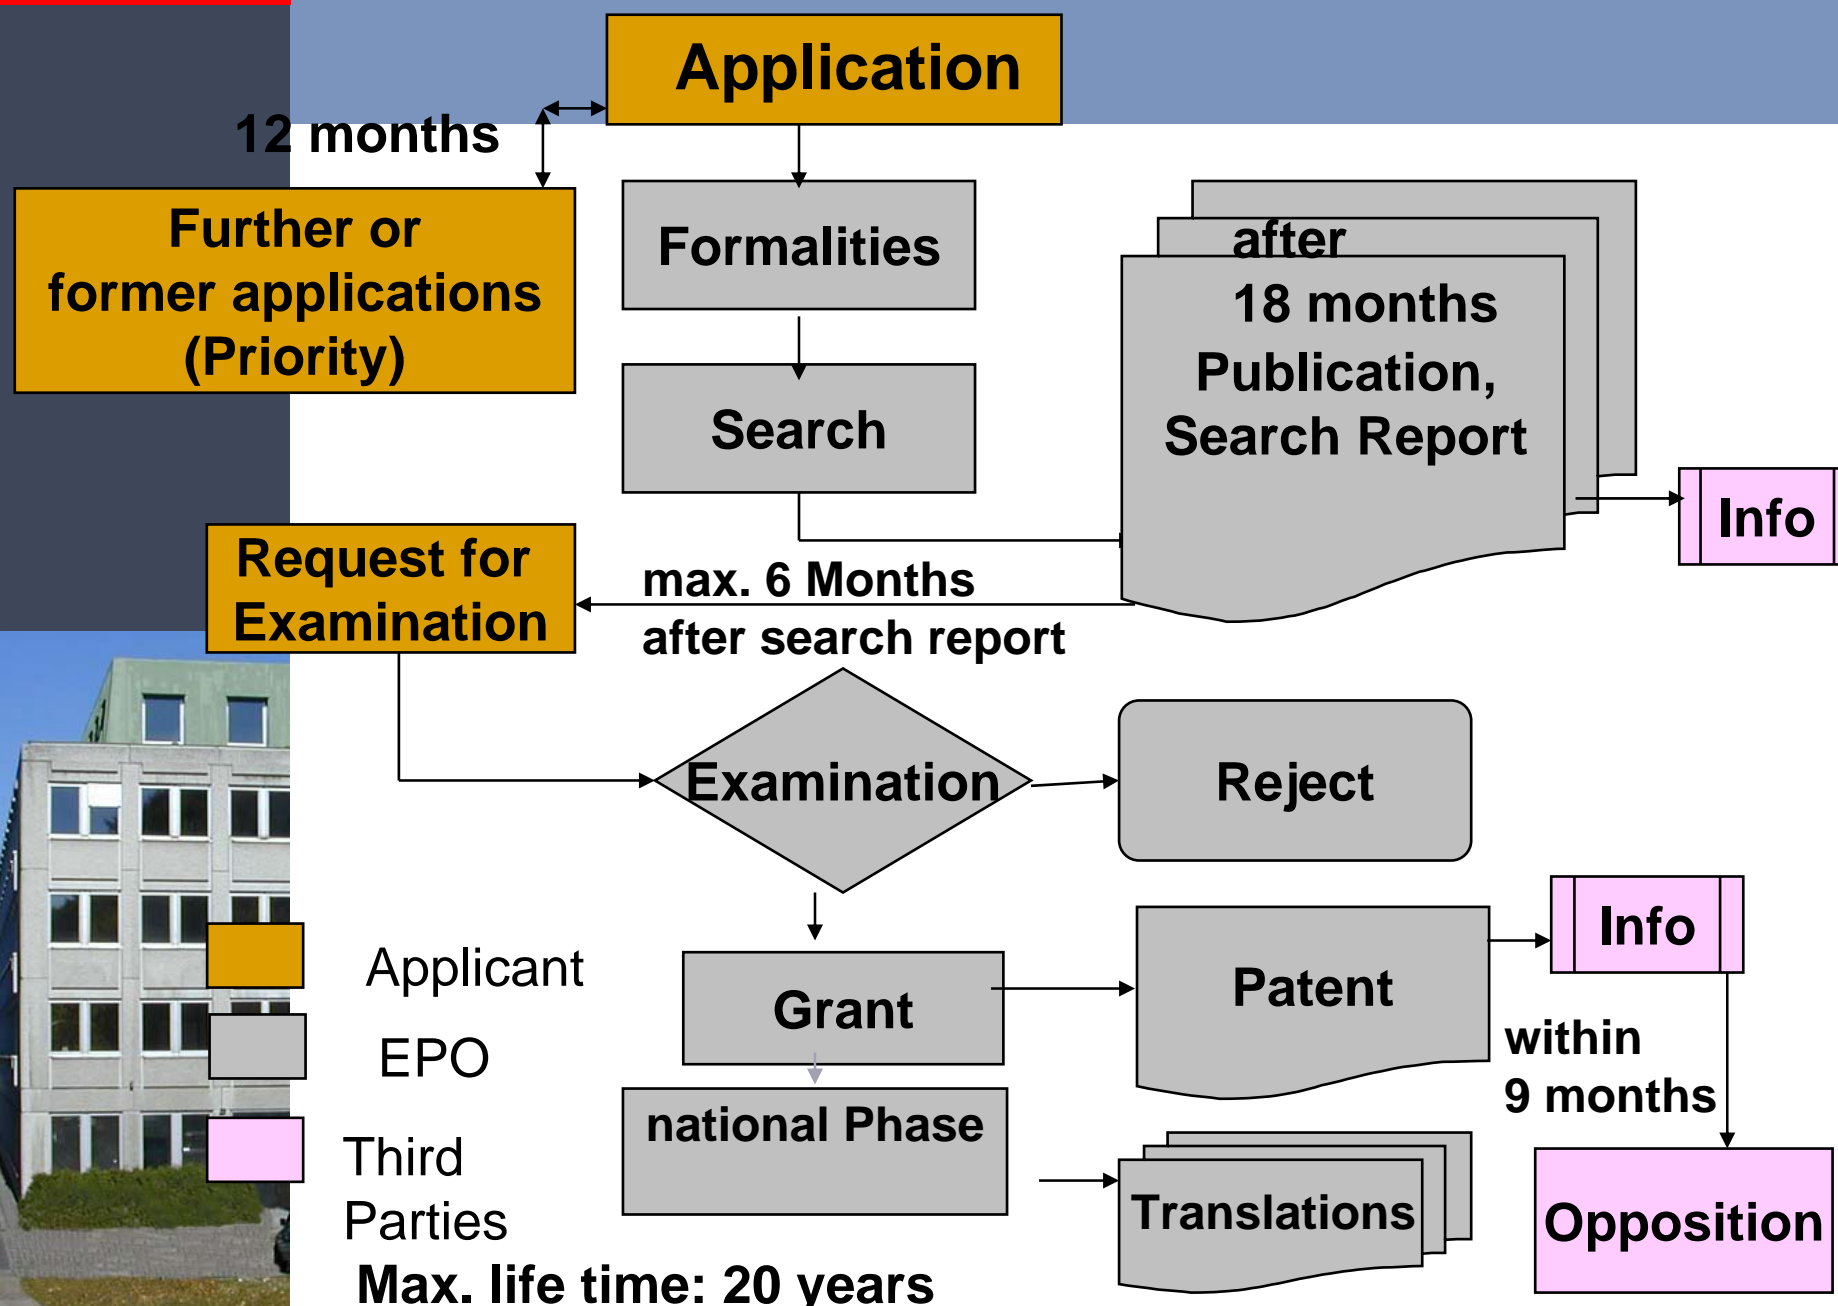 Application
12 months
Further or
former applications
(Priority)
Formalities
after
18 months
Publication,
Search Report
Search
Info
Request for
Examination
max. 6 Months
after search report
Examination
Reject
Info
Applicant
Grant
Patent
EPO
within
9 months
national Phase
Third
Parties
Translations
Opposition
Max. life time: 20 years